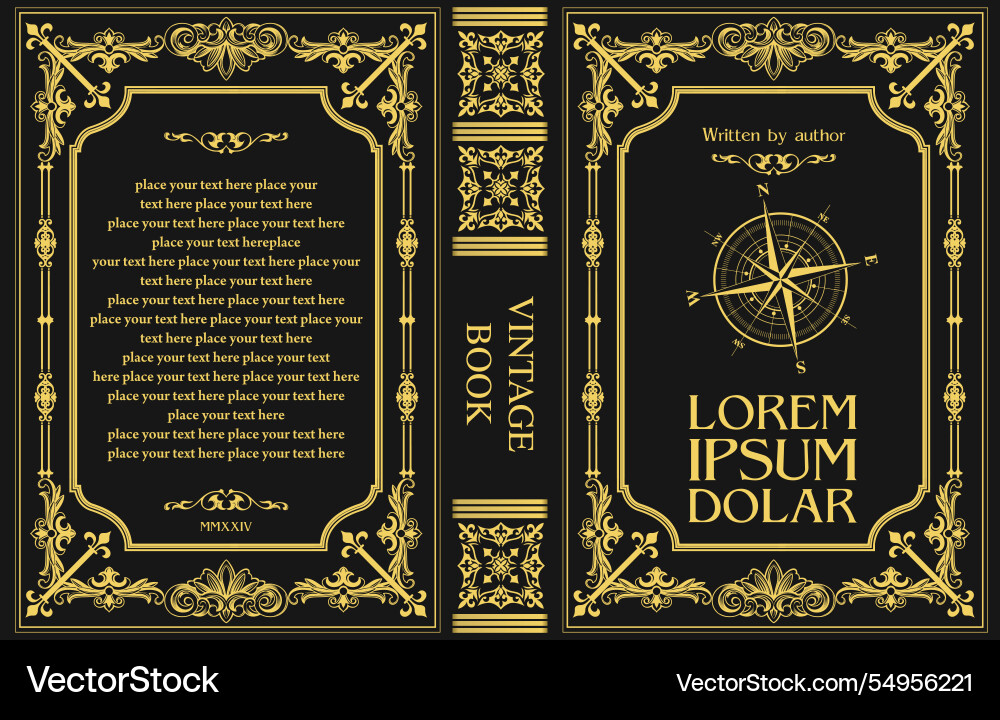 place your text here place your
text here place your text here
place your text here place your text here
place your text hereplace
your text here place your text here place your
text here place your text here
place your text here place your text here
place your text here place your text place your
text here place your text here
place your text here place your text
here place your text here place your text here
place your text here place your text here
place your text here
place your text here place your text here
place your text here place your text here
MMXXIV
VINTAGE
BOOK
Written by author
N
NE
E
SE
S
SW
W
NW
LOREM
IPSUM
DOLAR
VectorStock
VectorStock.com/54956221